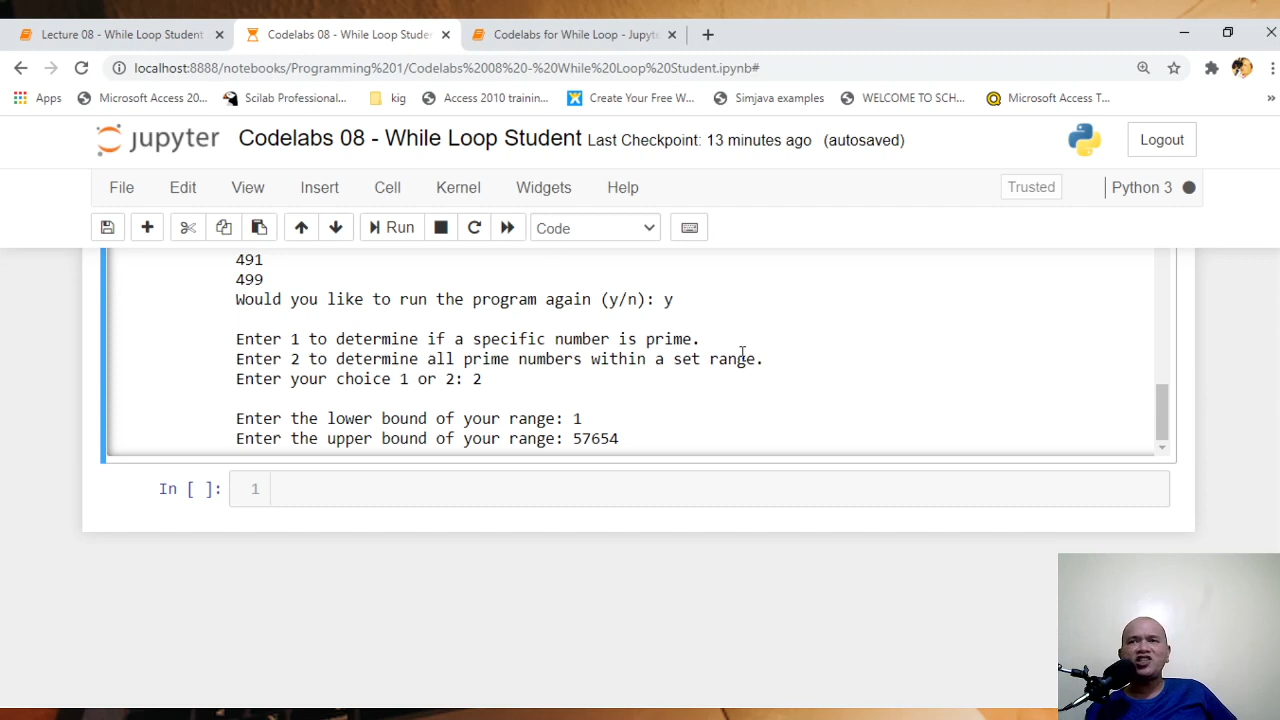 Lecture 08 - While Loop Student
Codelabs 08 - While Loop Studer
Codelabs for While Loop - Jupyte
localhost:8888/notebooks/Programming%201/Codelabs%2008%20-%20While%20Loop%20Student.ipynb#
Apps
Microsoft Access 20...
Scilab Professional...
kig
Access 2010 training...
Create Your Free W...
Simjava examples
WELCOME TO SCH...
Microsoft Access T...
»
jupyter
Codelabs 08 - While Loop Student Last Checkpoint: 13 minutes ago (autosaved)
Logout
File Edit View Insert Cell Kernel Widgets Help
Trusted
Python 3
Run
Code
491
499
Would you like to run the program again (y/n): y
Enter 1 to determine if a specific number is prime.
Enter 2 to determine all prime numbers within a set range.
Enter your choice 1 or 2: 2
Enter the lower bound of your range: 1
Enter the upper bound of your range: 57654
In [ ]: 1